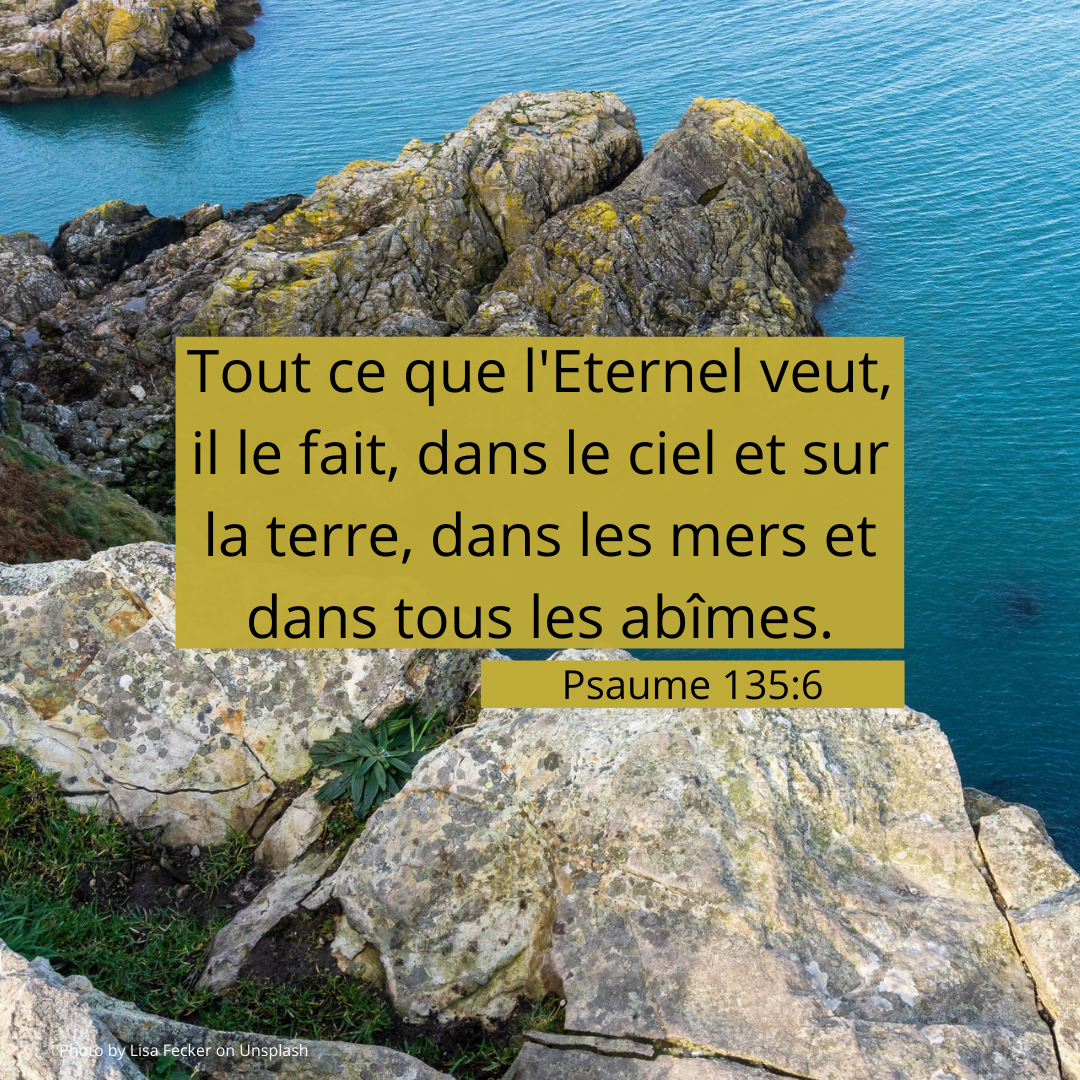 Tout ce que l'Eternel veut,
il le fait, dans le ciel et sur
la terre, dans les mers et
dans tous les abîmes.
Psaume 135:6
Photo by Lisa Fecker on Unsplash